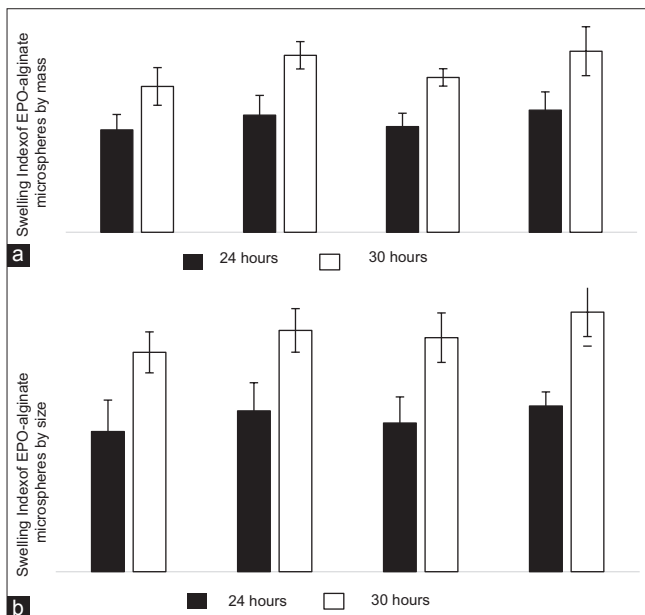 Swelling Indexof EPO-alginate
microspheres by mass
a
24 hours 30 hours
Swelling Indexof EPO-alginate
microspheres by size
b
24 hours 30 hours